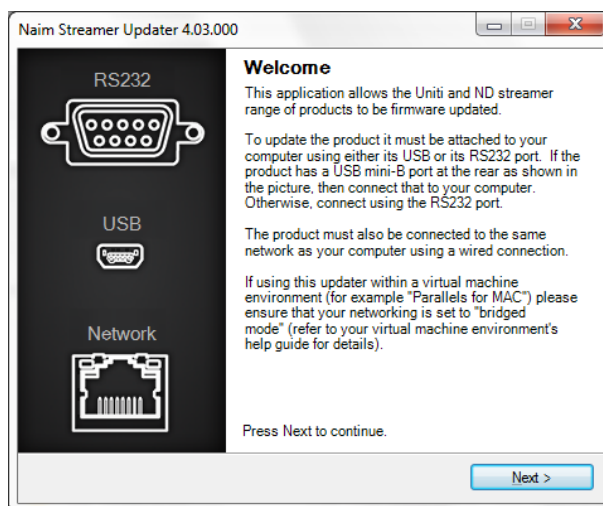 Naim Streamer Updater 4.03.000
RS232
USB
Network
Welcome
This application allows the Uniti and ND streamer
range of products to be firmware updated.
To update the product it must be attached to your
computer using either its USB or its RS232 port.  If the
product has a USB mini-B port at the rear as shown in
the picture, then connect that to your computer.
Otherwise, connect using the RS232 port.
The product must also be connected to the same
network as your computer using a wired connection.
If using this updater within a virtual machine
environment (for example "Parallels for MAC") please
ensure that your networking is set to "bridged
mode" (refer to your virtual machine environment's
help guide for details).
Press Next to continue.
Next >